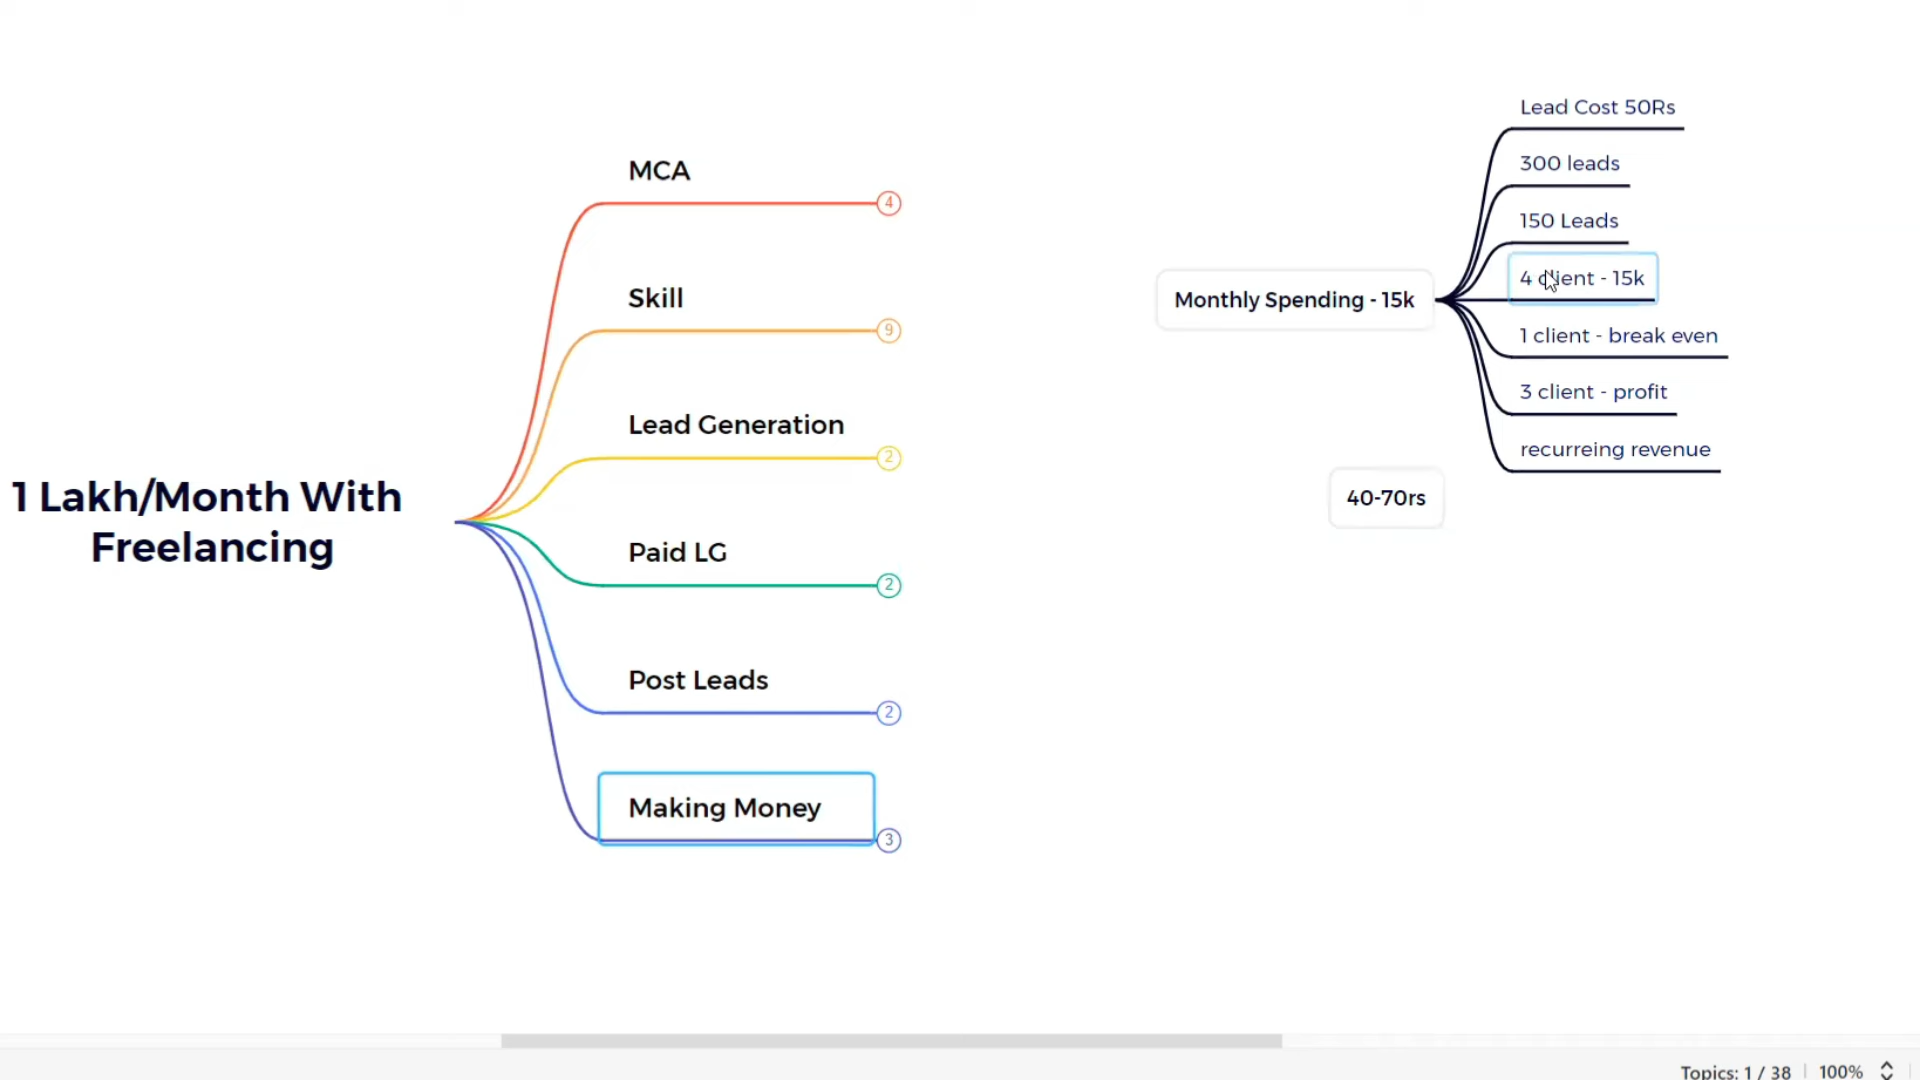 1 Lakh/Month With
Freelancing
MCA
4
Skill
9
Lead Generation
2
Paid LG
2
Post Leads
2
Making Money
3
Monthly Spending - 15k
Lead Cost 50Rs
300 leads
150 Leads
4 client - 15k
1 client - break even
3 client - profit
recurreing revenue
40-70rs
Topics: 1 / 38
100%